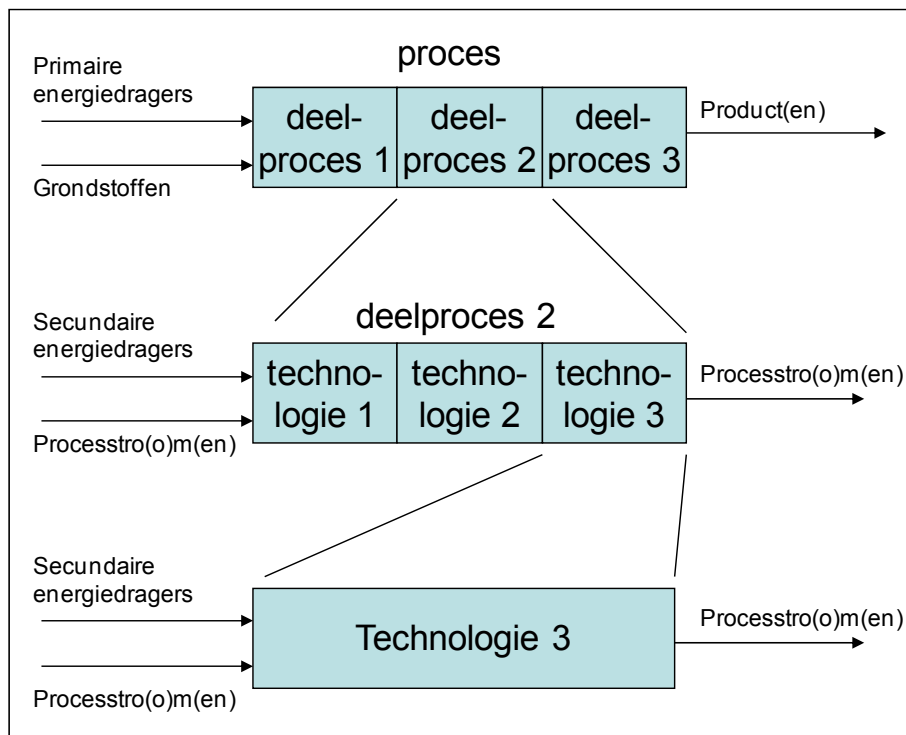 proces
Primaire
energiedragers
Grondstoffen
deel-
proces 1
deel-
proces 2
deel-
proces 3
Product(en)
deelproces 2
Secundaire
energiedragers
Processtro(o)m(en)
techno-
logie 1
techno-
logie 2
techno-
logie 3
Processtro(o)m(en)
Secundaire
energiedragers
Processtro(o)m(en)
Technologie 3
Processtro(o)m(en)